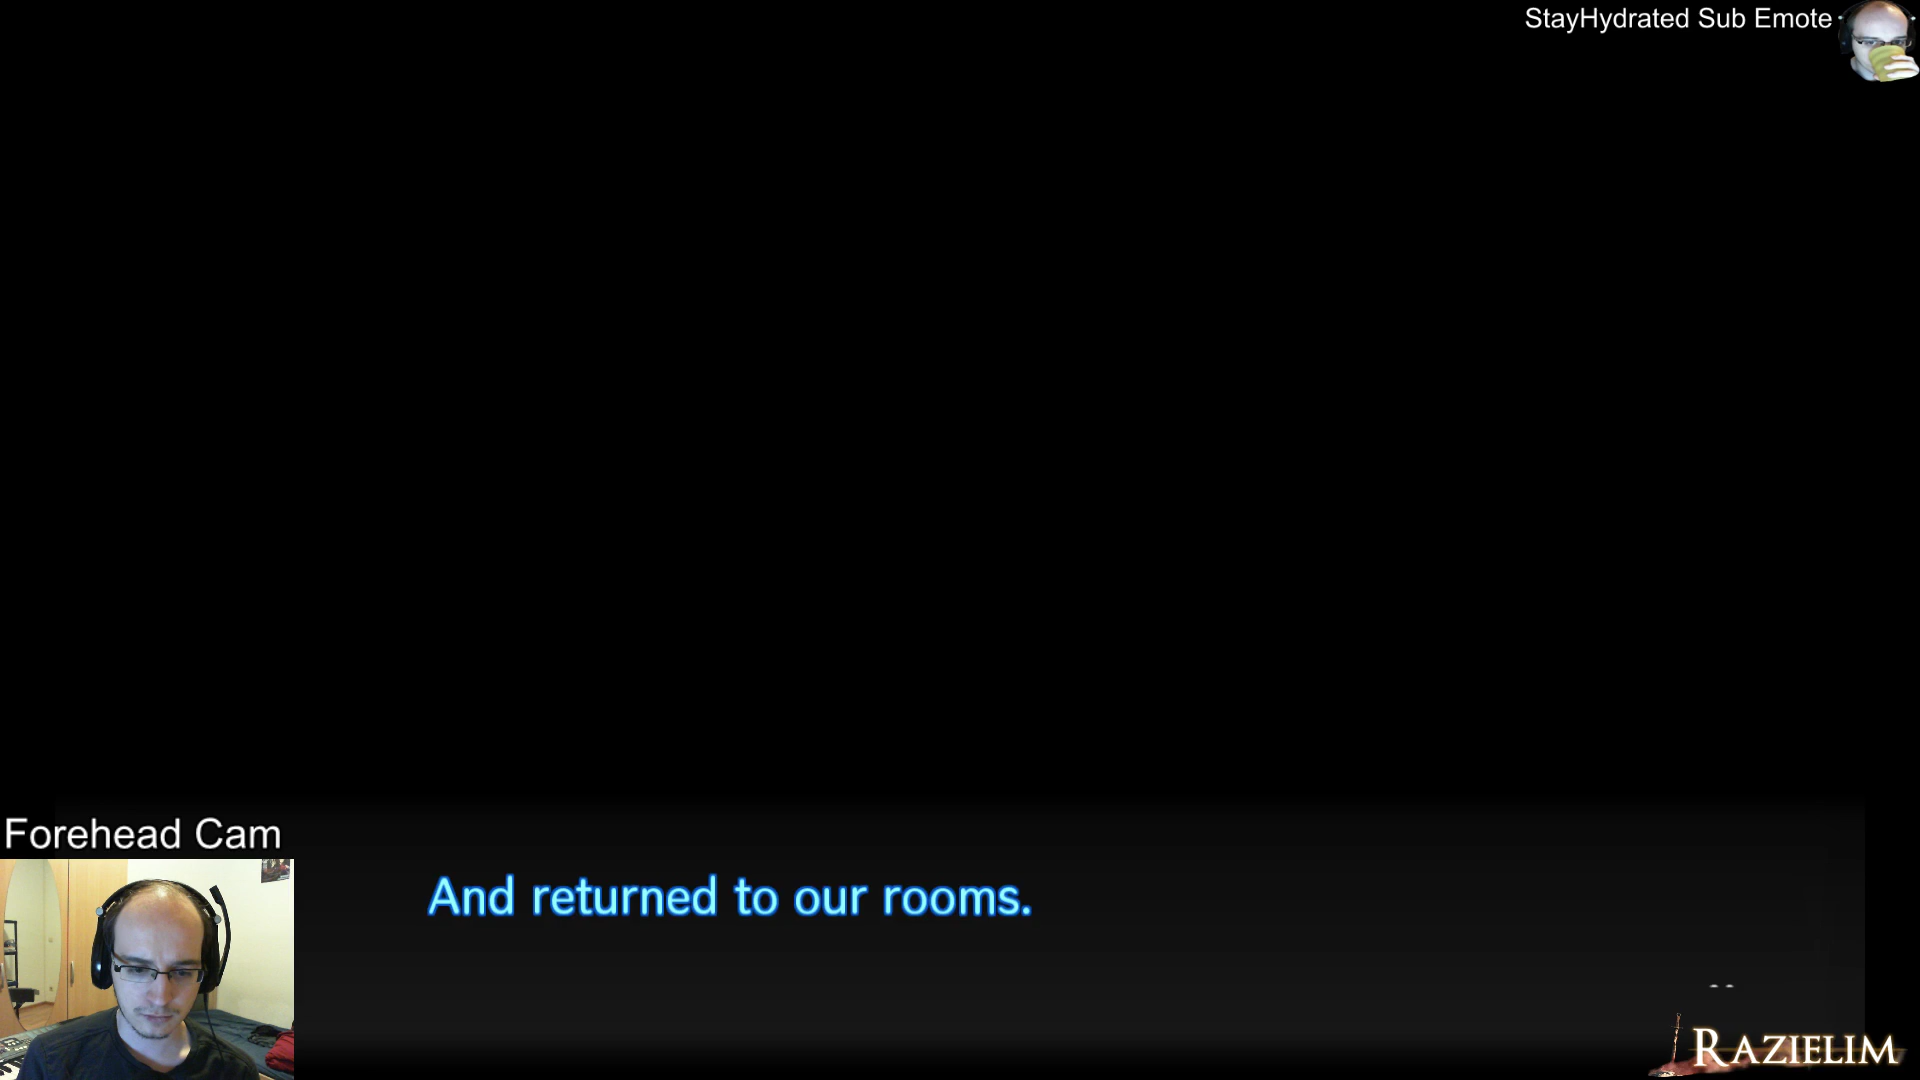 StayHydrated Sub Emote
Forehead Cam
And returned to our rooms.
RAZIELIM